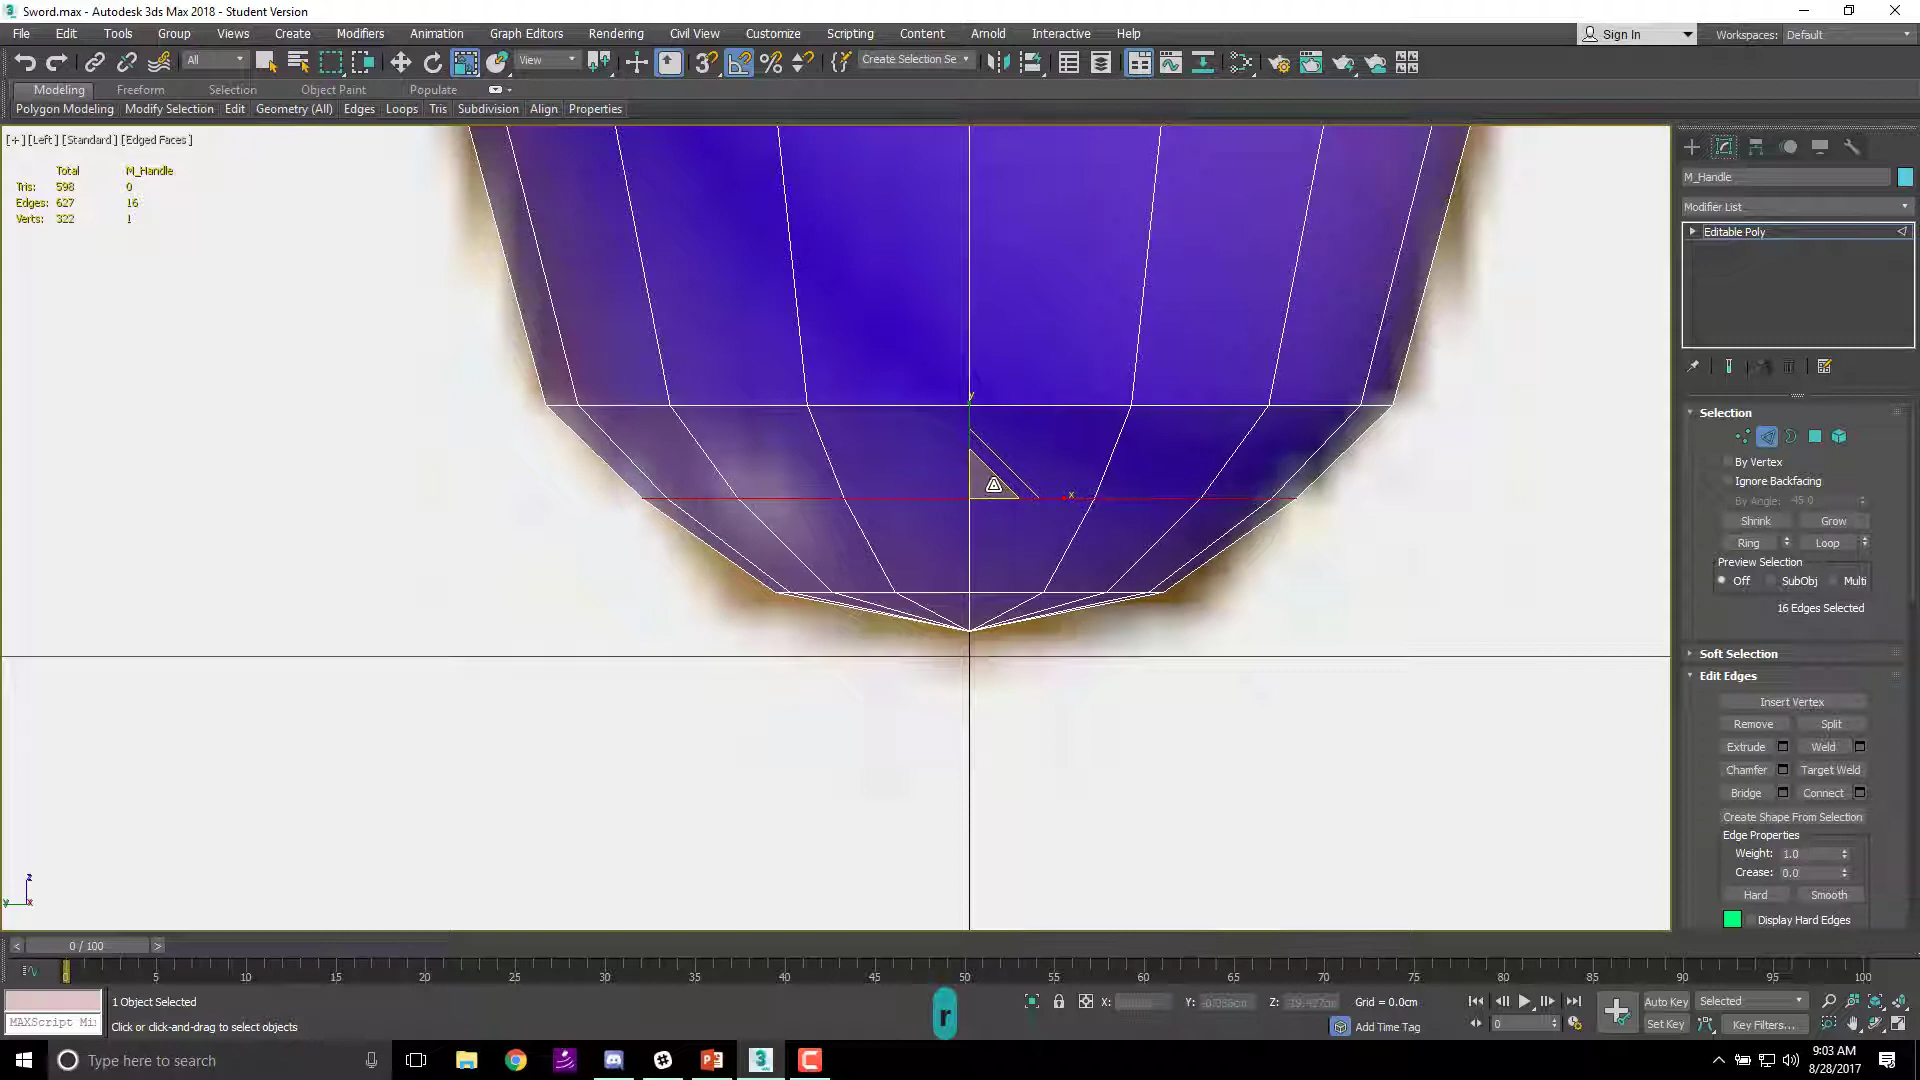 Sword.max - Autodesk 3ds Max 2018 - Student Version
File Edit Tools Group Views Create Modifiers Animation Graph Editors Rendering Civil View Customize Scripting Content Arnold Interactive Help
Sign In Workspaces: Default
All View Create Selection Se
Modeling Freeform Selection Object Paint Populate
Polygon Modeling Modify Selection Edit Geometry (All) Edges Loops Tris Subdivision Align Properties
[+] [Left] [Standard] [Edged Faces]
Total M_Handle
Tris: 598 0
Edges: 627 16
Verts: 322 1
M_Handle
Modifier List
Editable Poly
Selection
By Vertex
Ignore Backfacing
By Angle: 45.0
Shrink Grow
Ring Loop
Preview Selection
Off SubObj Multi
16 Edges Selected
Soft Selection
Edit Edges
Insert Vertex
Remove Split
Extrude Weld
Chamfer Target Weld
Bridge Connect
Create Shape From Selection
Edge Properties
Weight: 1.0
Crease: 0.0
Hard Smooth
Display Hard Edges
y
x
z
y x
< 0 / 100 >
0 5 10 15 20 25 30 35 40 45 50 55 60 65 70 75 80 85 90 95 100
1 Object Selected
MAXScript Mi
Click or click-and-drag to select objects
r
X: Y: Z: Grid = 0.0cm
Add Time Tag
0
Auto Key Selected
Set Key Key Filters...
Type here to search
9:03 AM
8/28/2017